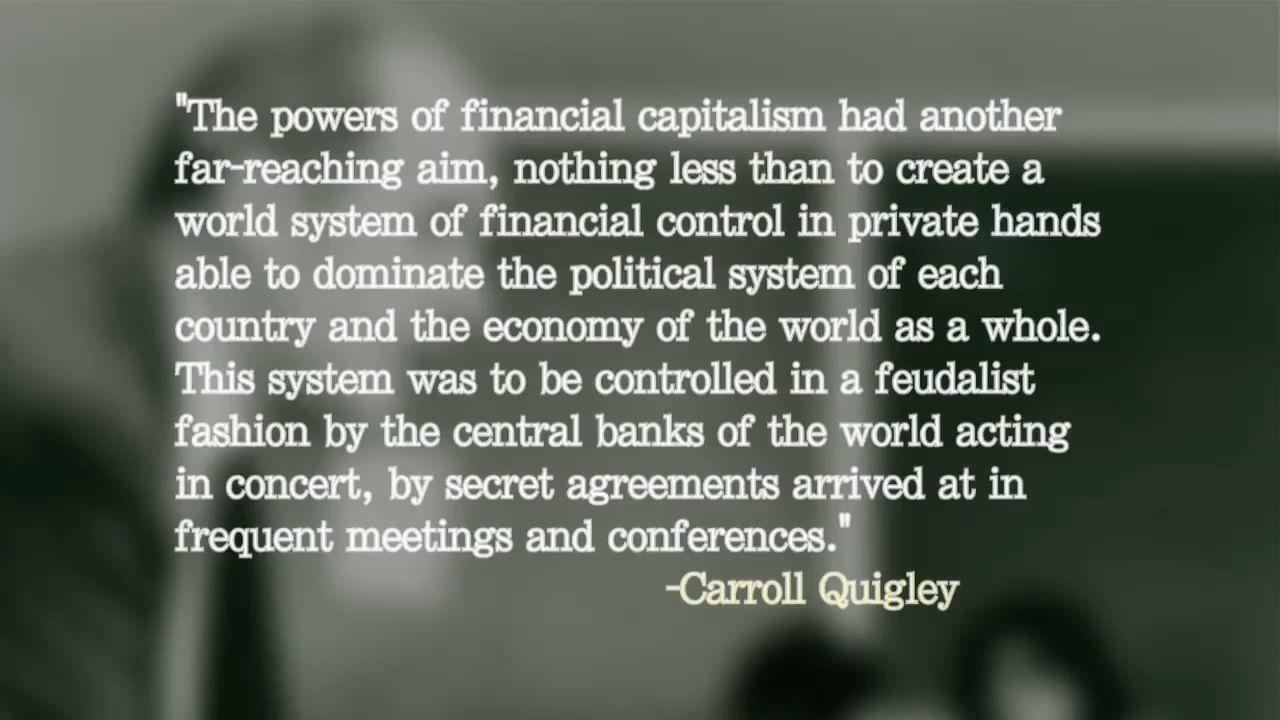 "The powers of financial capitalism had another
far-reaching aim, nothing less than to create a
world system of financial control in private hands
able to dominate the political system of each
country and the economy of the world as a whole.
This system was to be controlled in a feudalist
fashion by the central banks of the world acting
in concert, by secret agreements arrived at in
frequent meetings and conferences."
-Carroll Quigley